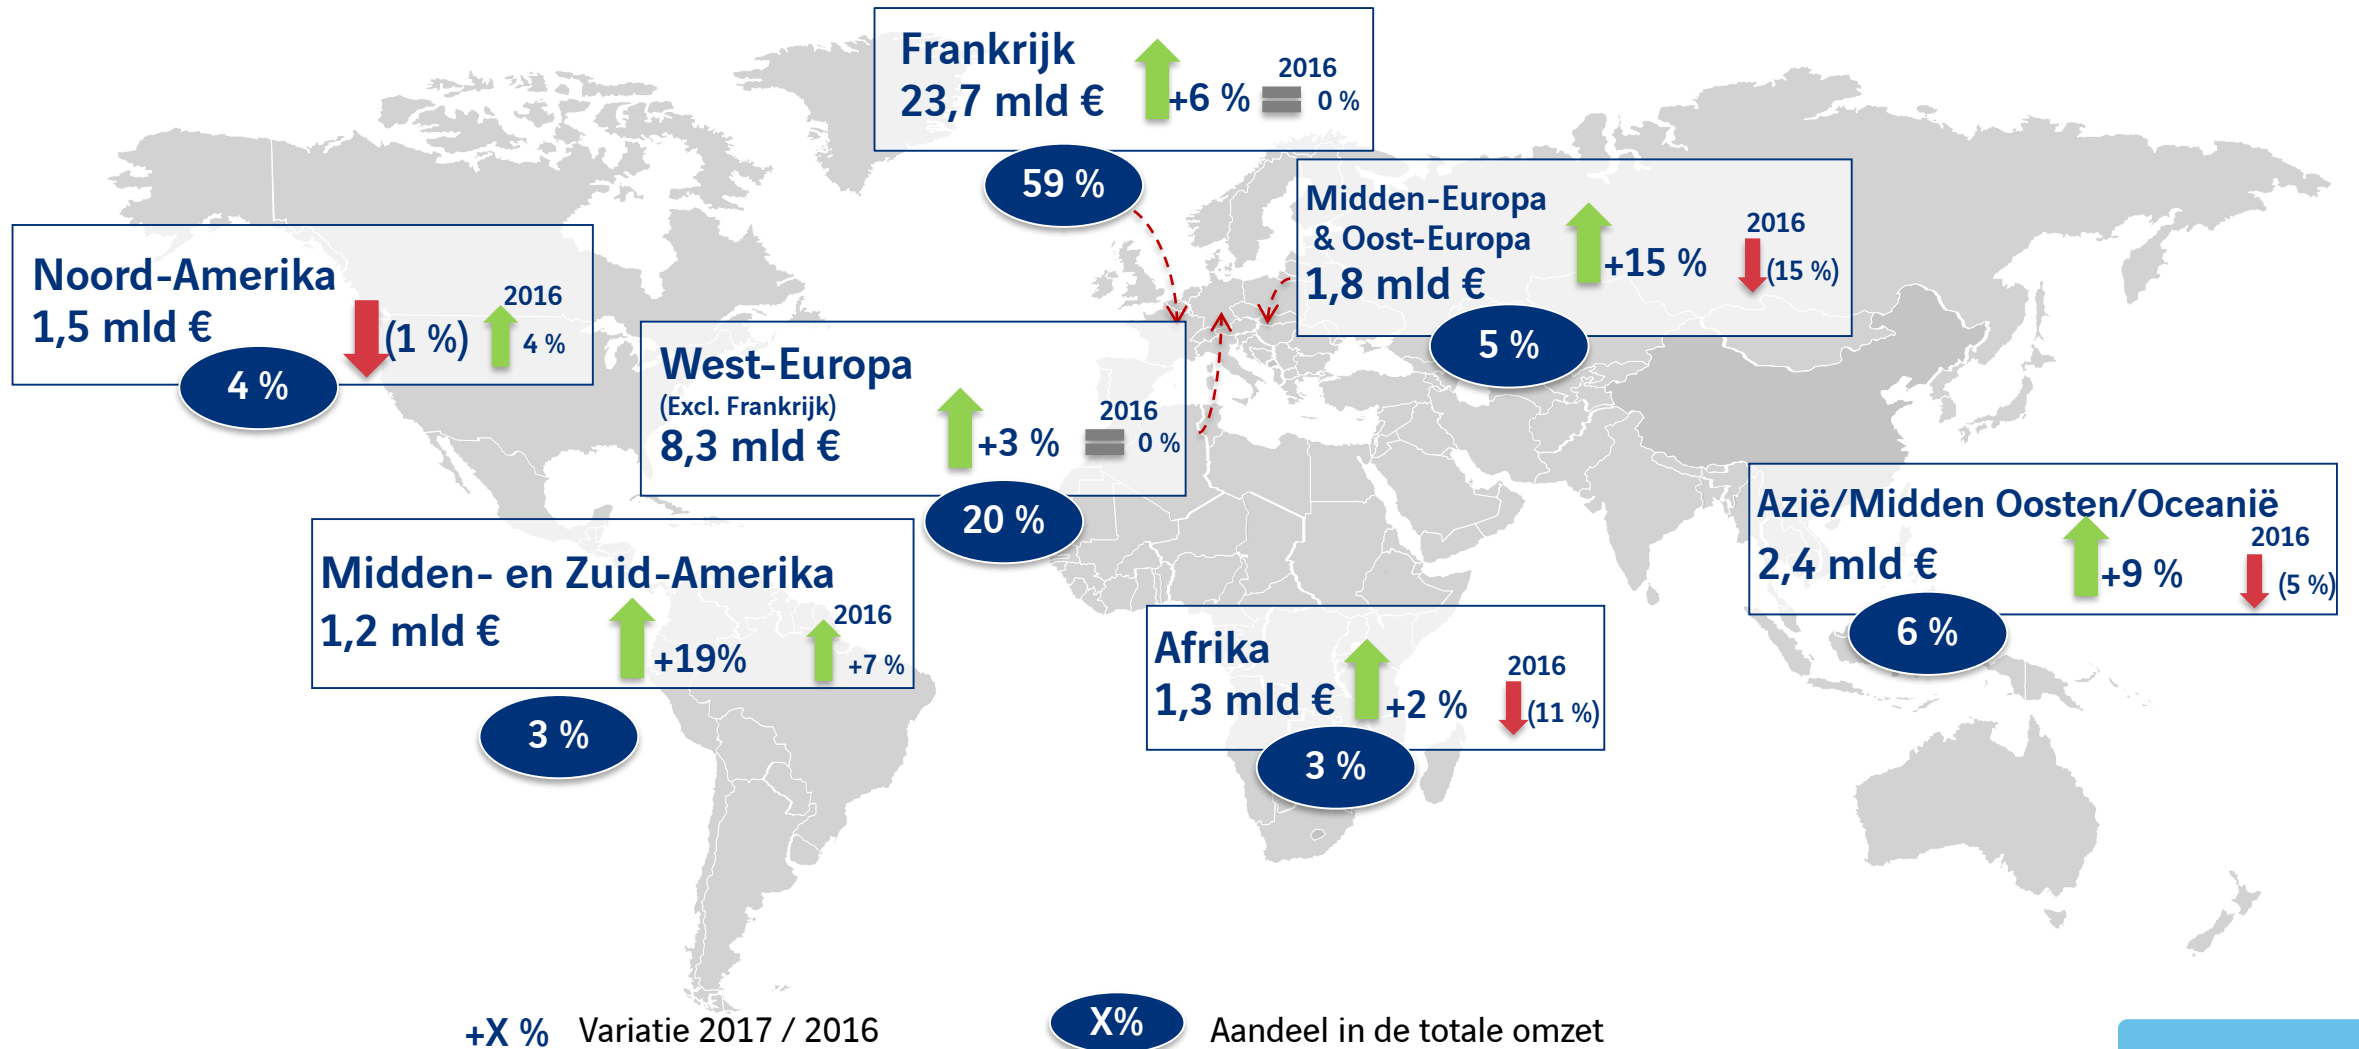 Frankrijk
23,7 mld €
+6 %
2016
0 %
59 %
Midden-Europa
& Oost-Europa
1,8 mld €
+15 %
2016
(15 %)
5 %
Noord-Amerika
1,5 mld €
(1 %)
2016
4 %
4 %
West-Europa
(Excl. Frankrijk)
8,3 mld €
+3 %
2016
0 %
20 %
Azië/Midden Oosten/Oceanië
2,4 mld €
+9 %
2016
(5 %)
6 %
Midden- en Zuid-Amerika
1,2 mld €
+19%
2016
+7 %
3 %
Afrika
1,3 mld €
+2 %
2016
(11 %)
3 %
+X % Variatie 2017 / 2016
X% Aandeel in de totale omzet